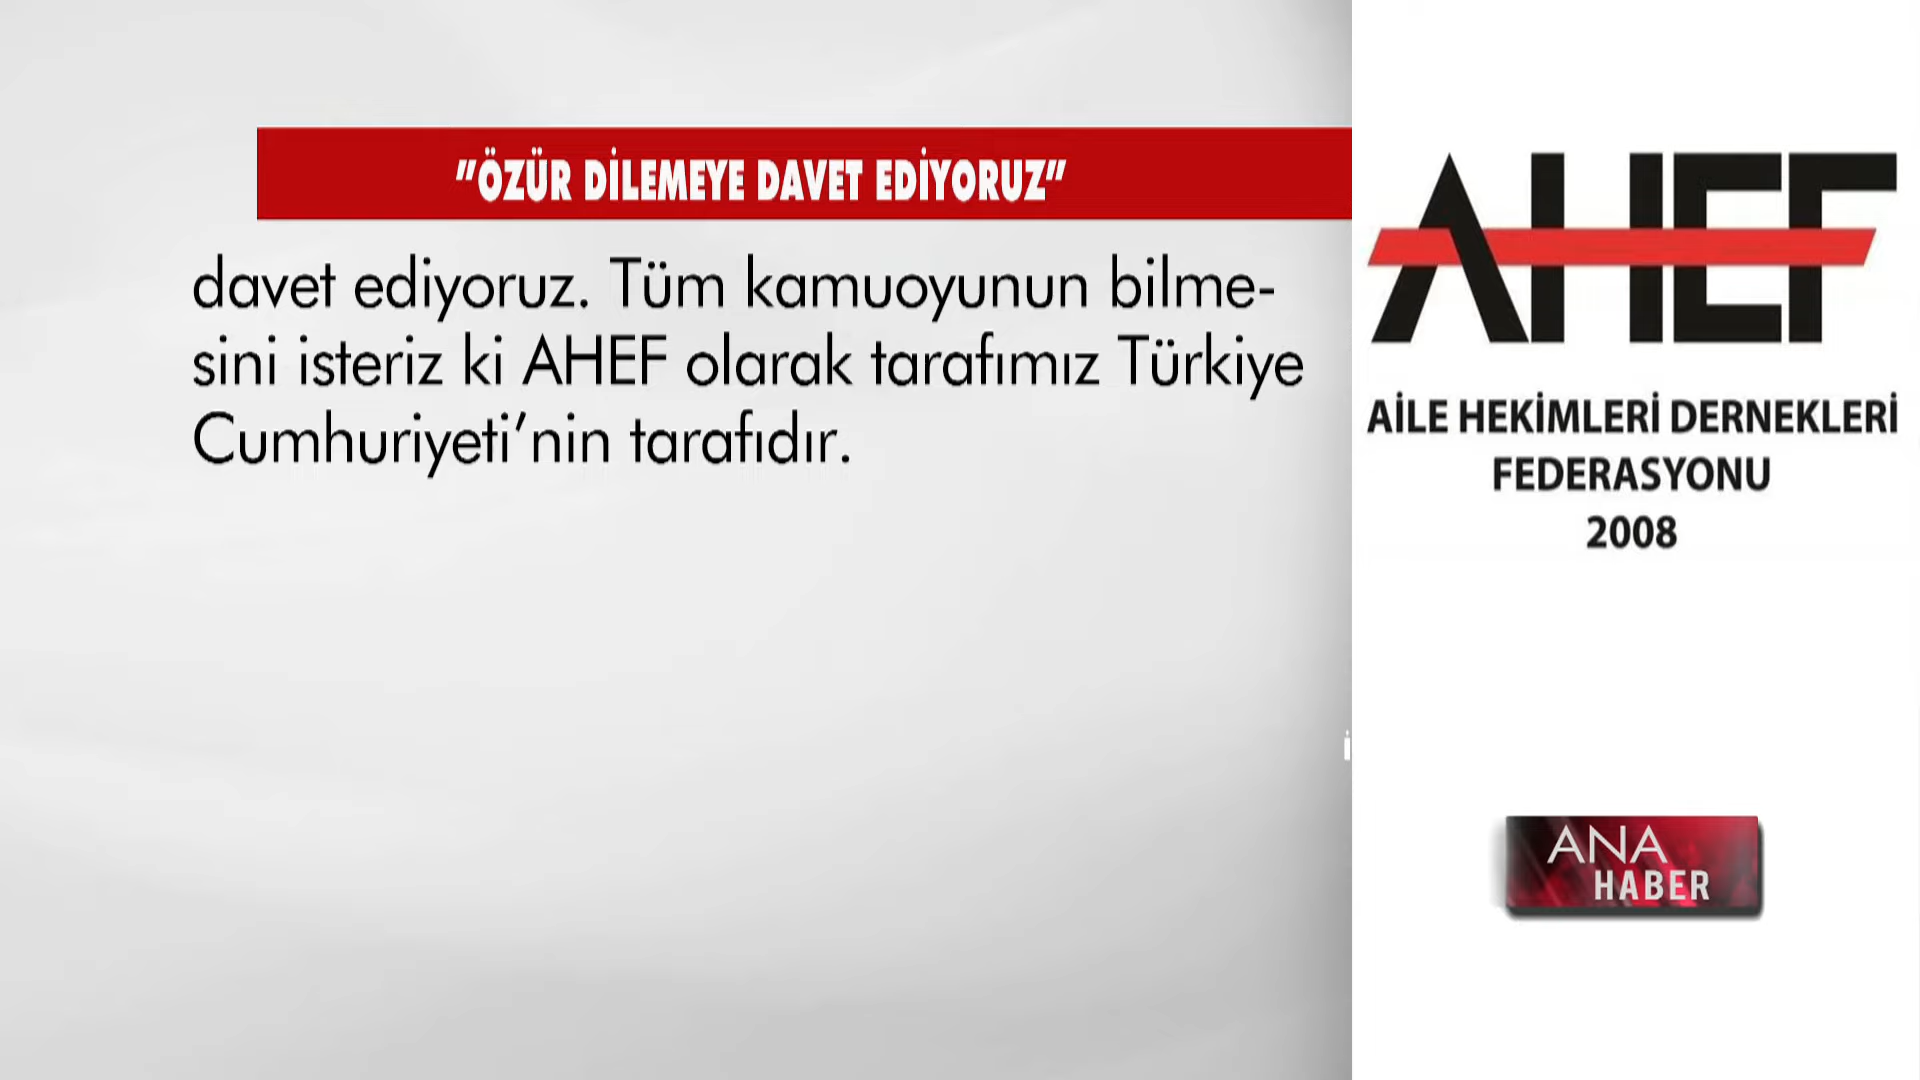 "ÖZÜR DİLEMEYE DAVET EDİYORUZ"
davet ediyoruz. Tüm kamuoyunun bilme-
sini isteriz ki AHEF olarak tarafımız Türkiye
Cumhuriyeti'nin tarafıdır.
AHEF
AİLE HEKİMLERİ DERNEKLERİ
FEDERASYONU
2008
ANA
HABER